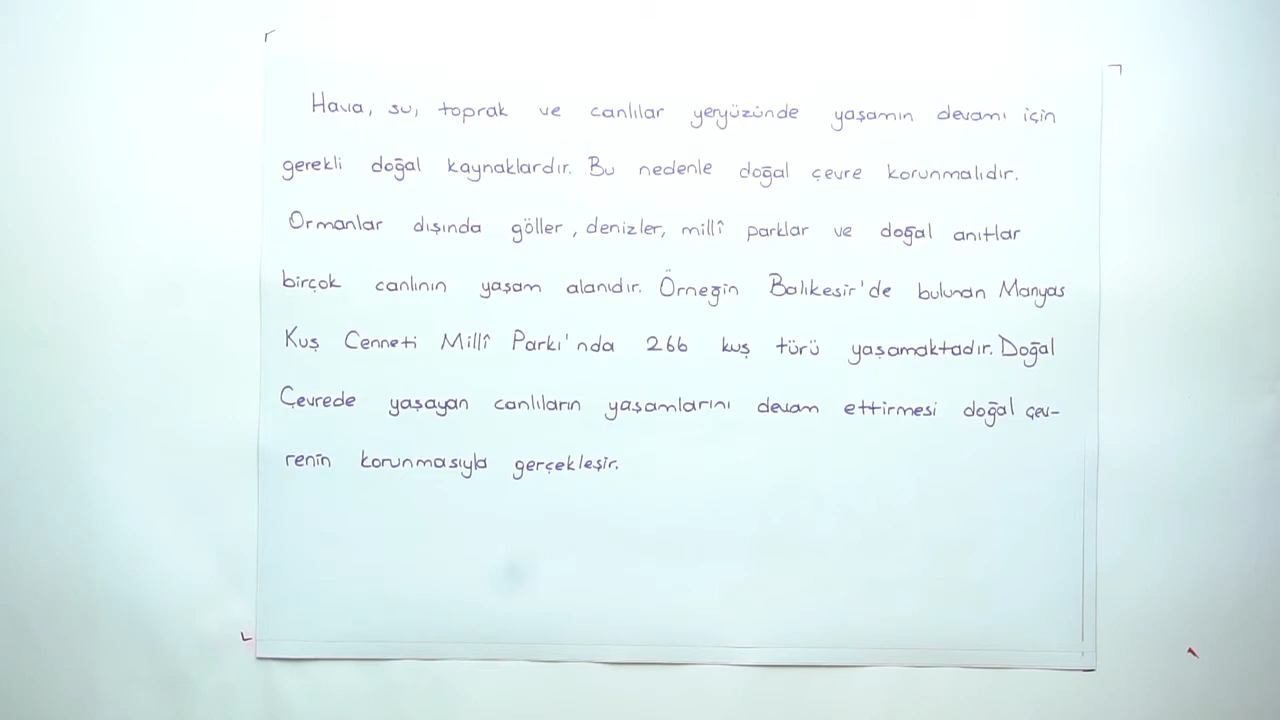 Hava, su, toprak ve canlılar yeryüzünde yaşamın devamı için
gerekli doğal kaynaklardır. Bu nedenle doğal çevre korunmalıdır.
Ormanlar dışında göller, denizler, millî parklar ve doğal anıtlar
birçok canlının yaşam alanıdır. Örneğin Balıkesir'de bulunan Manyas
Kuş Cenneti Millî Parkı'nda 266 kuş türü yaşamaktadır. Doğal
Çevrede yaşayan canlıların yaşamlarını devam ettirmesi doğal çev-
renin korunmasıyla gerçekleşir.